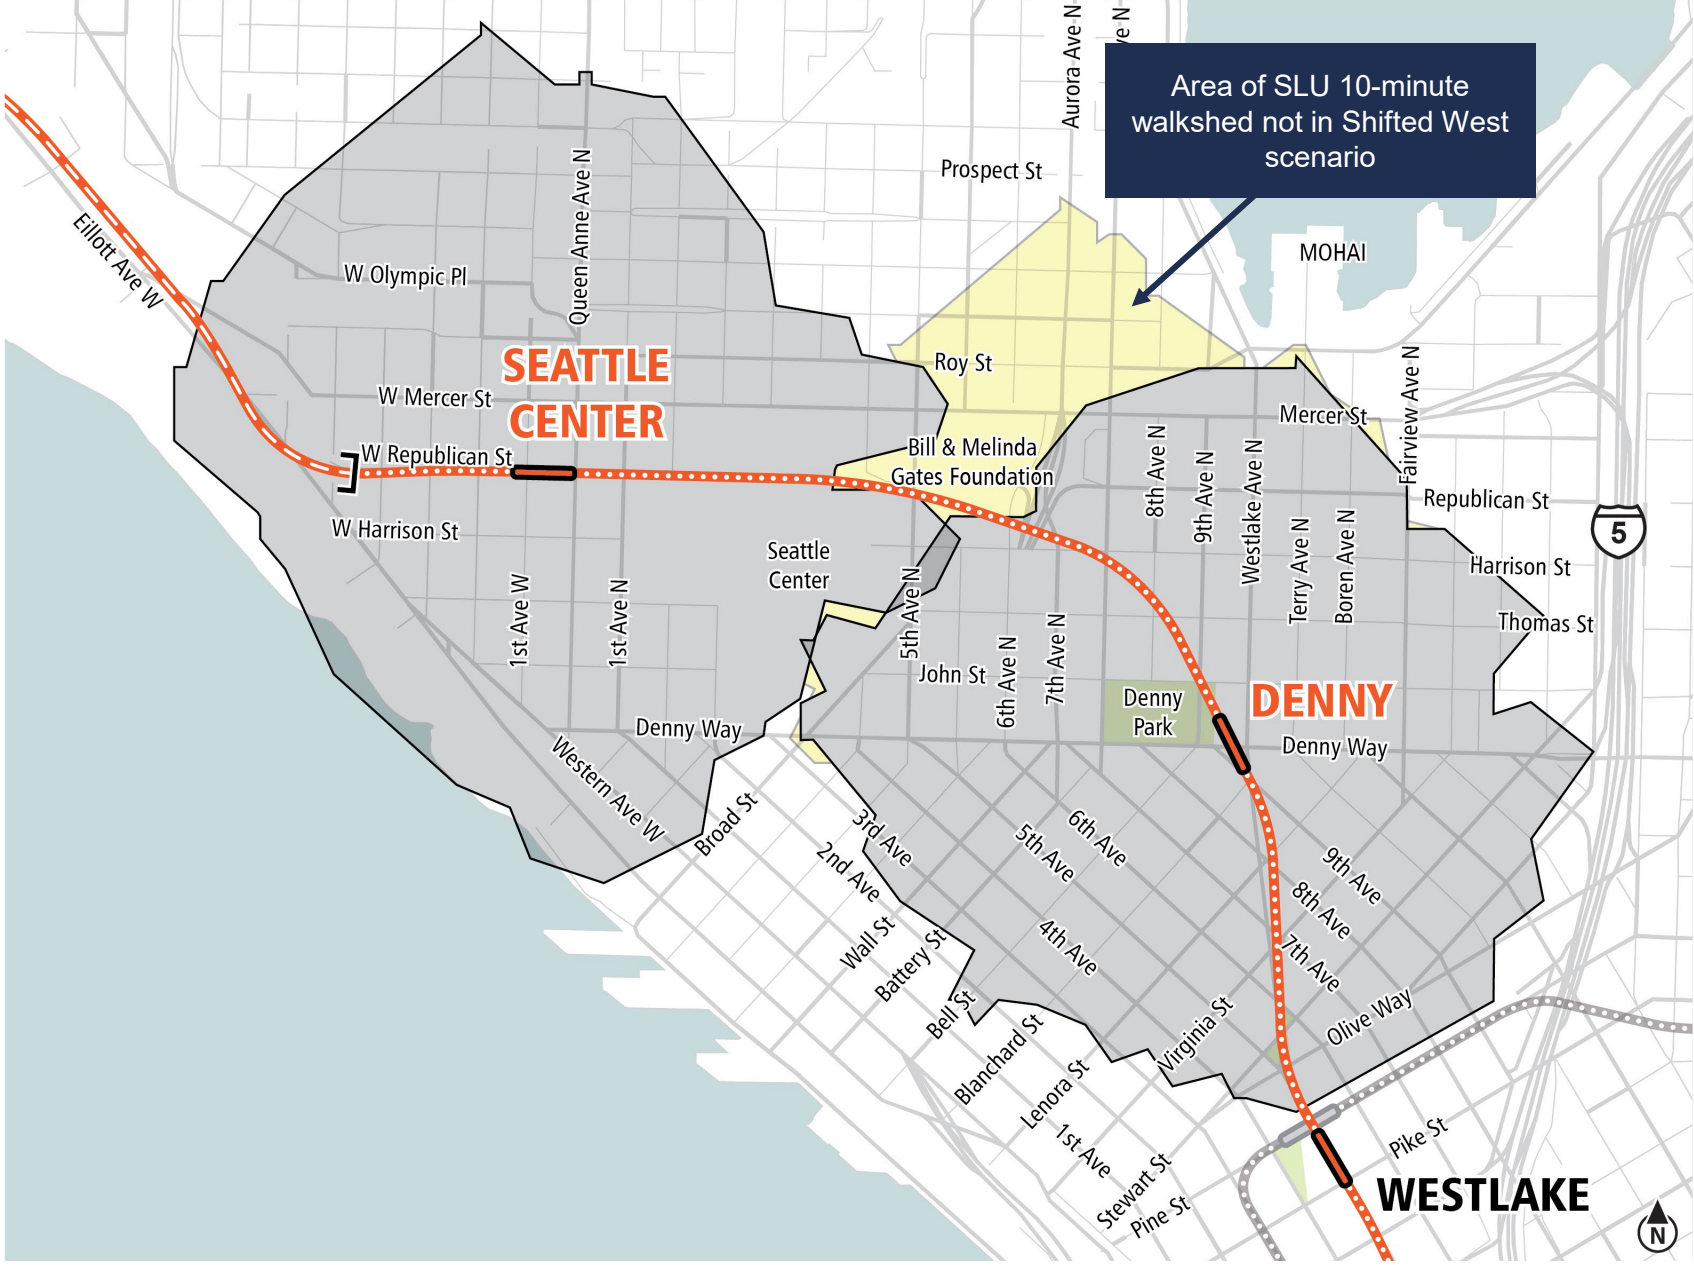 Aurora Ave N
ve N
Area of SLU 10-minute
walkshed not in Shifted West
scenario
Prospect St
Queen Anne Ave N
Eillott Ave W
W Olympic Pl
MOHAI
SEATTLE
CENTER
Roy St
Fairview Ave N
W Mercer St
Mercer St
W Republican St
Bill & Melinda
Gates Foundation
8th Ave N
9th Ave N
Westlake Ave N
Republican St
W Harrison St
5
Seattle
Center
Terry Ave N
Boren Ave N
Harrison St
1st Ave W
1st Ave N
5th Ave N
Thomas St
John St
6th Ave N
7th Ave N
Denny
Park
DENNY
Denny Way
Denny Way
Western Ave W
Broad St
3rd Ave
2nd Ave
6th Ave
5th Ave
4th Ave
9th Ave
8th Ave
7th Ave
Wall St
Battery St
Bell St
Blanchard St
Lenora St
Virginia St
Olive Way
1st Ave
Stewart St
Pine St
Pike St
WESTLAKE
N